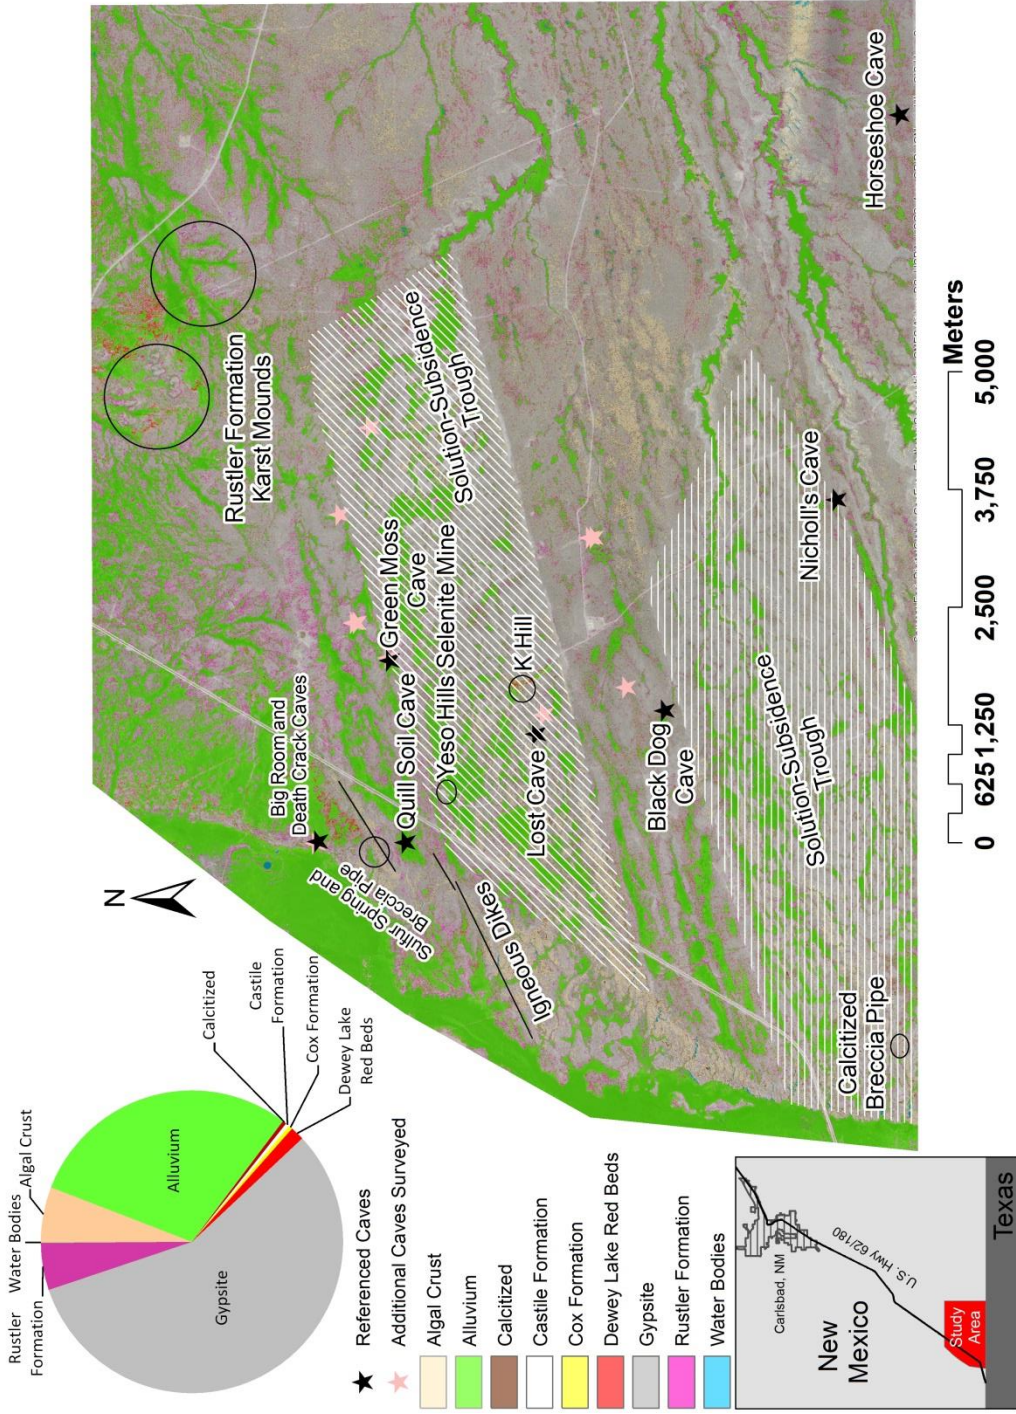 Water Bodies
Rustler
Formation
Algal Crust
Alluvium
Gypsite
Calcitized
Castile
Formation
Cox Formation
Dewey Lake
Red Beds
Referenced Caves
Additional Caves Surveyed
Algal Crust
Alluvium
Calcitized
Castile Formation
Cox Formation
Dewey Lake Red Beds
Gypsite
Rustler Formation
Water Bodies
New
Mexico
Carlsbad, NM
U.S. Hwy 62/180
Study
Area
Texas
N
Big Room and
Death Crack Caves
Sulfur Spring and
Breccia Pipe
Quill Soil Cave
Green Moss
Cave
Yeso Hills Selenite Mine
Igneous Dikes
Rustler Formation
Karst Mounds
Solution-Subsidence
Trough
K Hill
Lost Cave
Black Dog
Cave
Solution-Subsidence
Trough
Nicholl's Cave
Calcitized
Breccia Pipe
Horseshoe Cave
0 625 1,250 2,500 3,750 5,000
Meters